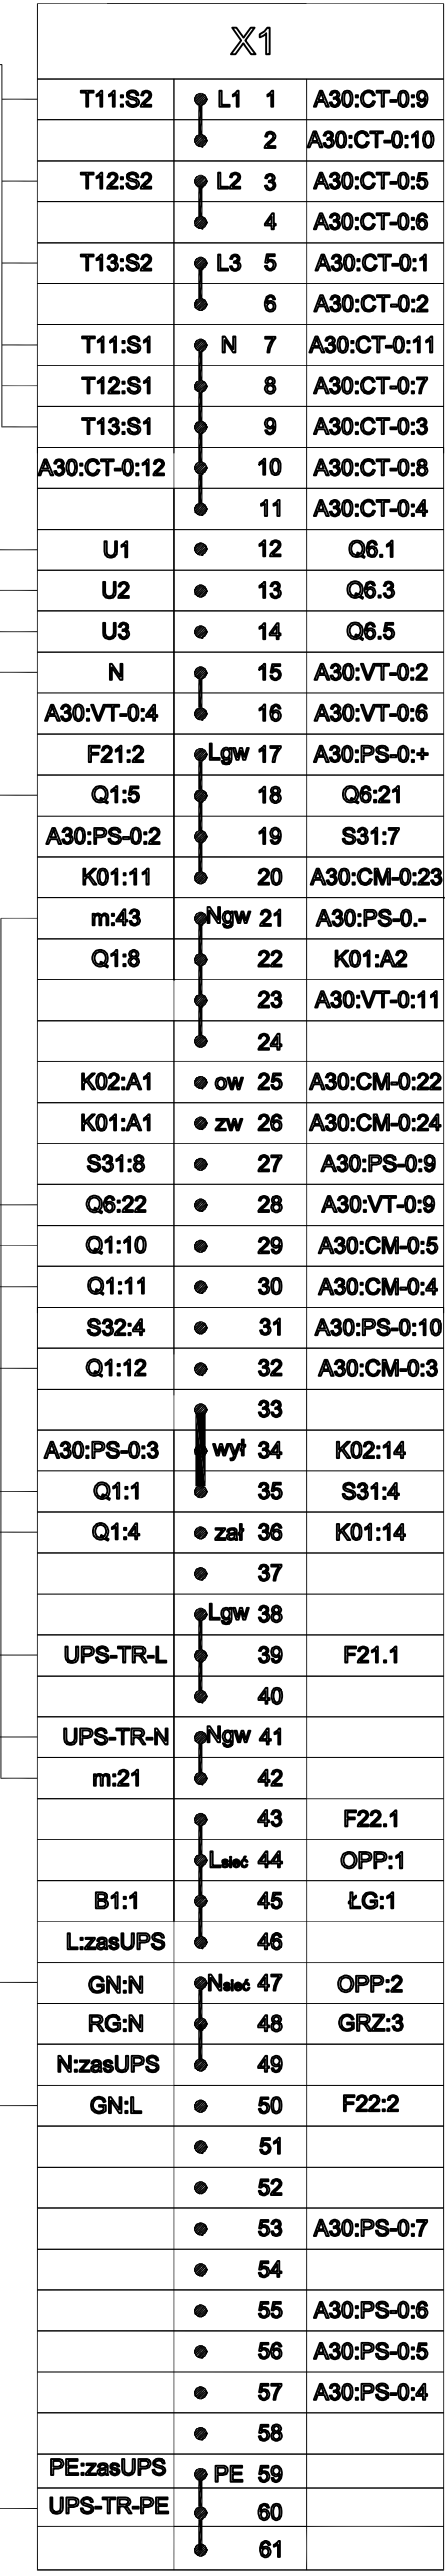 X1
T11:S2 L1 1 A30:CT-0:9
2 A30:CT-0:10
T12:S2 L2 3 A30:CT-0:5
4 A30:CT-0:6
T13:S2 L3 5 A30:CT-0:1
6 A30:CT-0:2
T11:S1 N 7 A30:CT-0:11
T12:S1 8 A30:CT-0:7
T13:S1 9 A30:CT-0:3
A30:CT-0:12 10 A30:CT-0:8
11 A30:CT-0:4
U1 12 Q6.1
U2 13 Q6.3
U3 14 Q6.5
N 15 A30:VT-0:2
A30:VT-0:4 16 A30:VT-0:6
F21:2 Lgw 17 A30:PS-0:+
Q1:5 18 Q6:21
A30:PS-0:2 19 S31:7
K01:11 20 A30:CM-0:23
m:43 Ngw 21 A30:PS-0.-
Q1:8 22 K01:A2
23 A30:VT-0:11
24
K02:A1 ow 25 A30:CM-0:22
K01:A1 zw 26 A30:CM-0:24
S31:8 27 A30:PS-0:9
Q6:22 28 A30:VT-0:9
Q1:10 29 A30:CM-0:5
Q1:11 30 A30:CM-0:4
S32:4 31 A30:PS-0:10
Q1:12 32 A30:CM-0:3
33
A30:PS-0:3 wył 34 K02:14
Q1:1 35 S31:4
Q1:4 zał 36 K01:14
37
Lgw 38
UPS-TR-L 39 F21.1
40
UPS-TR-N Ngw 41
m:21 42
43 F22.1
Lsieć 44 OPP:1
B1:1 45 ŁG:1
L:zasUPS 46
GN:N Nsieć 47 OPP:2
RG:N 48 GRZ:3
N:zasUPS 49
GN:L 50 F22:2
51
52
53 A30:PS-0:7
54
55 A30:PS-0:6
56 A30:PS-0:5
57 A30:PS-0:4
58
PE:zasUPS PE 59
UPS-TR-PE 60
61